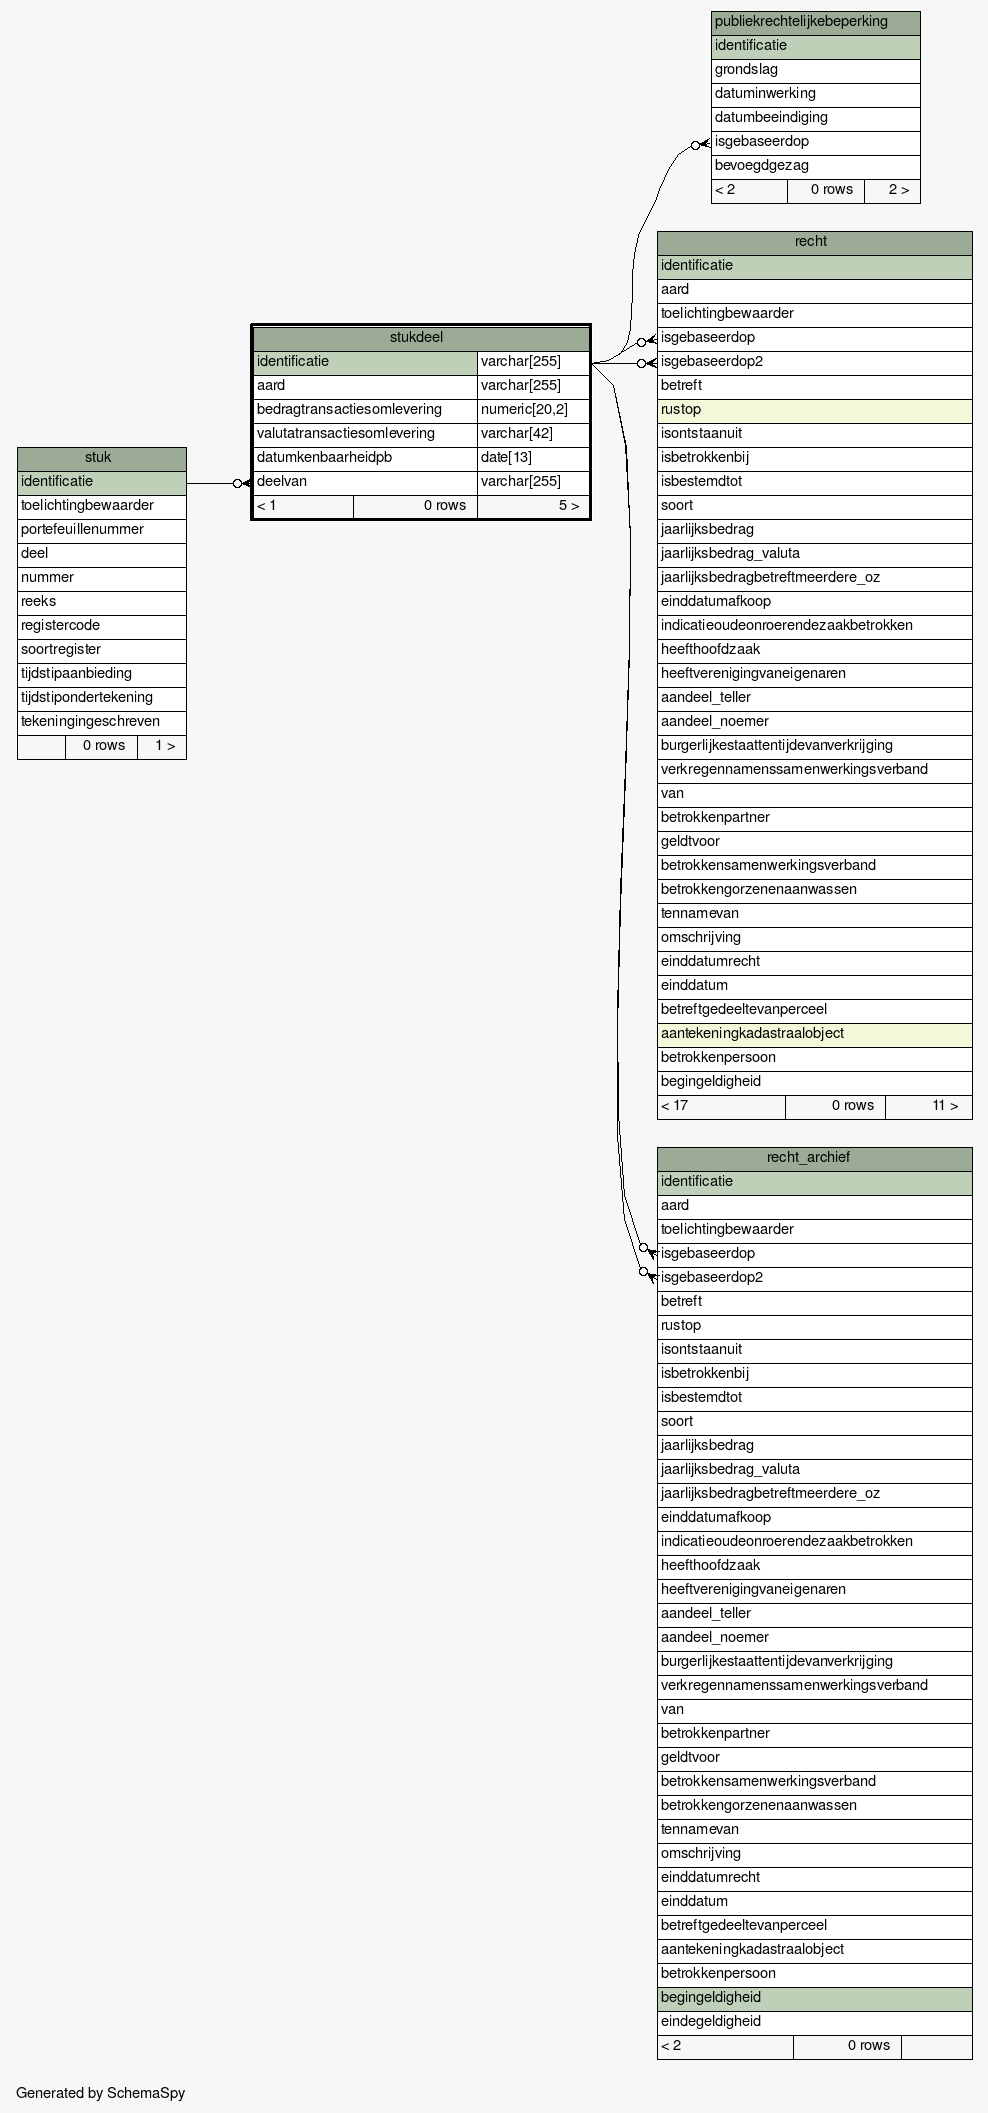 publiekrechtelijkebeperking
identificatie
grondslag
datuminwerking
datumbeeindiging
isgebaseerdop
bevoegdgezag
< 2 0 rows 2 >
recht
identificatie
aard
toelichtingbewaarder
isgebaseerdop
isgebaseerdop2
betreft
rustop
isontstaanuit
isbetrokkenbij
isbestemdtot
soort
jaarlijksbedrag
jaarlijksbedrag_valuta
jaarlijksbedragbetreftmeerdere_oz
einddatumafkoop
indicatieoudeonroerendezaakbetrokken
heefthoofdzaak
heeftverenigingvaneigenaren
aandeel_teller
aandeel_noemer
burgerlijkestaattentijdevanverkrijging
verkregennamenssamenwerkingsverband
van
betrokkenpartner
geldtvoor
betrokkensamenwerkingsverband
betrokkengorzenenaanwassen
tennamevan
omschrijving
einddatumrecht
einddatum
betreftgedeeltevanperceel
aantekeningkadastraalobject
betrokkenpersoon
begingeldigheid
< 17 0 rows 11 >
stukdeel
identificatie varchar[255]
aard varchar[255]
bedragtransactiesomlevering numeric[20,2]
valutatransactiesomlevering varchar[42]
datumkenbaarheidpb date[13]
deelvan varchar[255]
< 1 0 rows 5 >
stuk
identificatie
toelichtingbewaarder
portefeuillenummer
deel
nummer
reeks
registercode
soortregister
tijdstipaanbieding
tijdstipondertekening
tekeningingeschreven
0 rows 1 >
recht_archief
identificatie
aard
toelichtingbewaarder
isgebaseerdop
isgebaseerdop2
betreft
rustop
isontstaanuit
isbetrokkenbij
isbestemdtot
soort
jaarlijksbedrag
jaarlijksbedrag_valuta
jaarlijksbedragbetreftmeerdere_oz
einddatumafkoop
indicatieoudeonroerendezaakbetrokken
heefthoofdzaak
heeftverenigingvaneigenaren
aandeel_teller
aandeel_noemer
burgerlijkestaattentijdevanverkrijging
verkregennamenssamenwerkingsverband
van
betrokkenpartner
geldtvoor
betrokkensamenwerkingsverband
betrokkengorzenenaanwassen
tennamevan
omschrijving
einddatumrecht
einddatum
betreftgedeeltevanperceel
aantekeningkadastraalobject
betrokkenpersoon
begingeldigheid
eindegeldigheid
< 2 0 rows
Generated by SchemaSpy